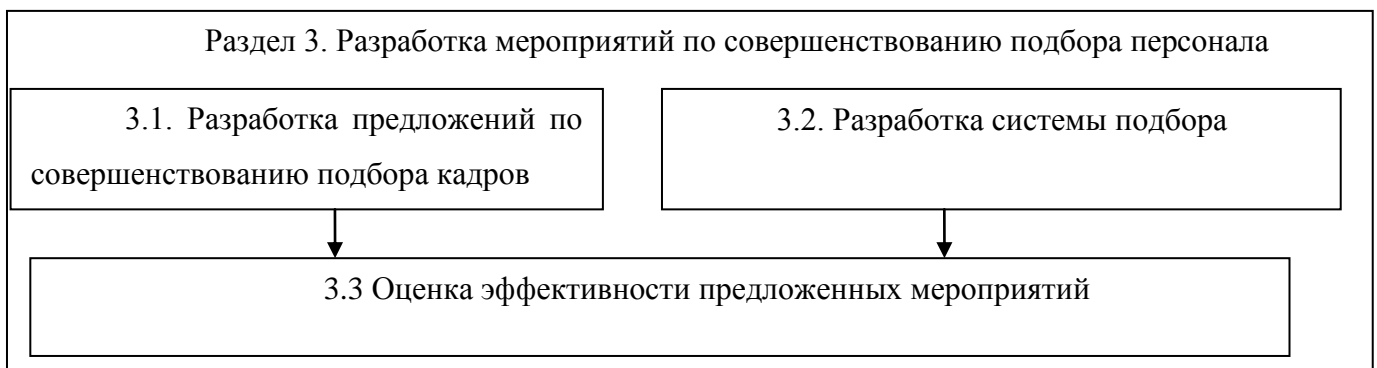 Раздел 3. Разработка мероприятий по совершенствованию подбора персонала
3.1. Разработка предложений по
совершенствованию подбора кадров
3.2. Разработка системы подбора
3.3 Оценка эффективности предложенных мероприятий